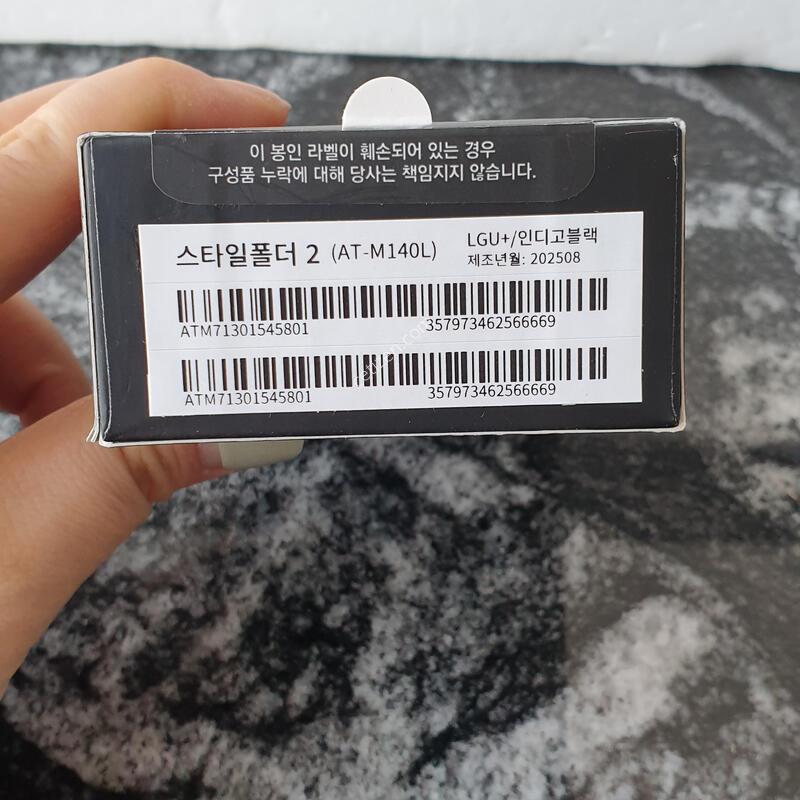 이 봉인 라벨이 훼손되어 있는 경우
구성품 누락에 대해 당사는 책임지지 않습니다.
스타일폴더 2 (AT-M140L)
LGU+/인디고블랙
제조년월: 202508
ATM71301545801 357973462566669
ATM71301545801 357973462566669